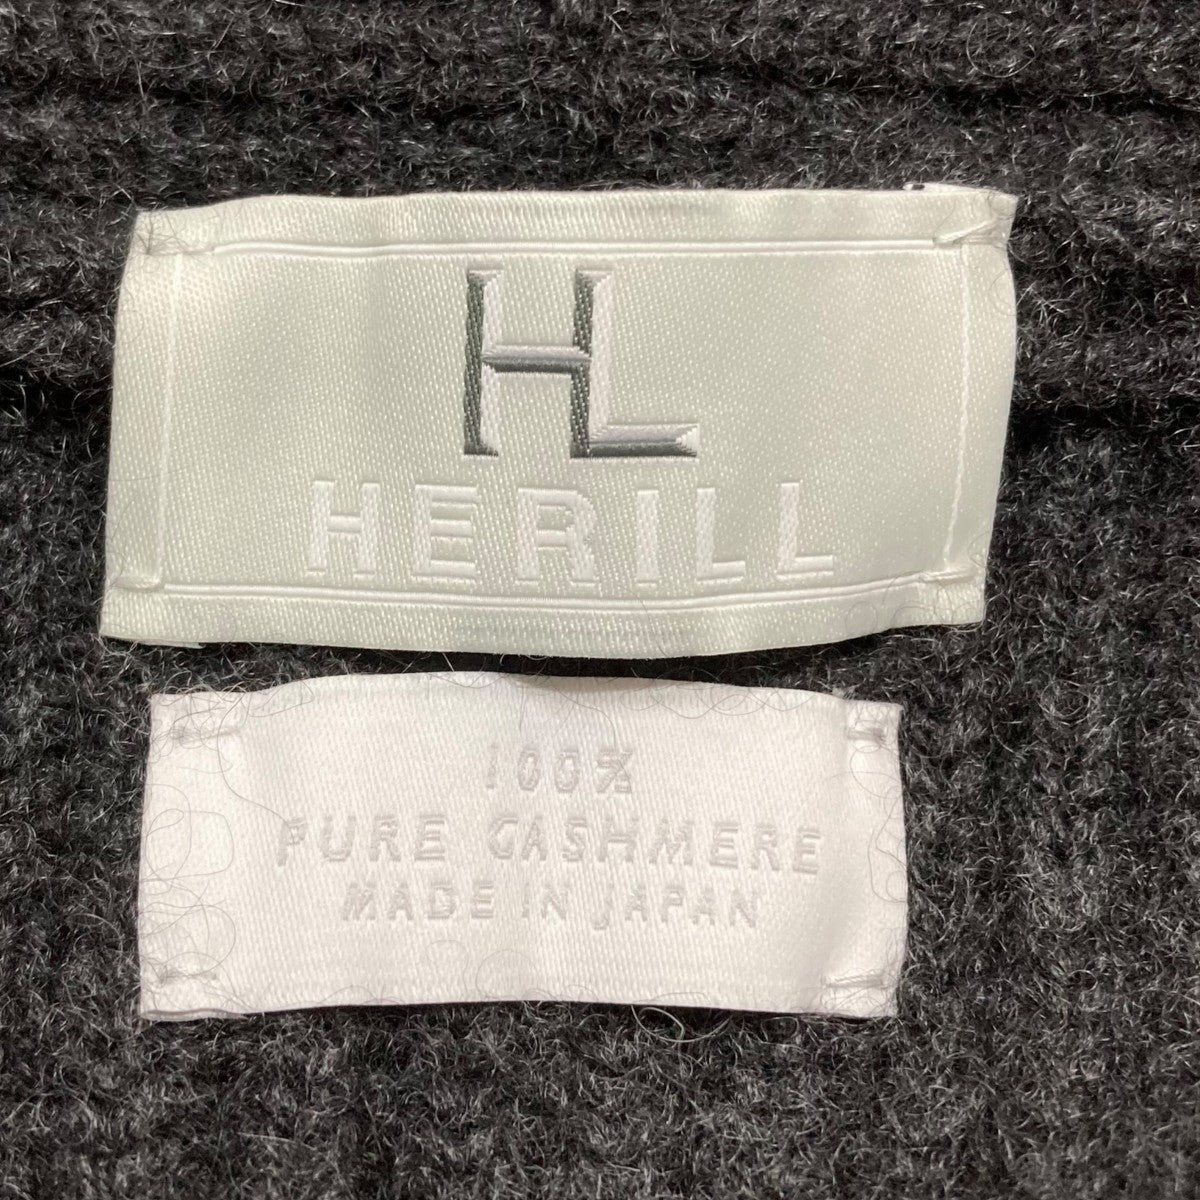 HL
HERILL
100%
PURE CASHMERE
MADE IN JAPAN